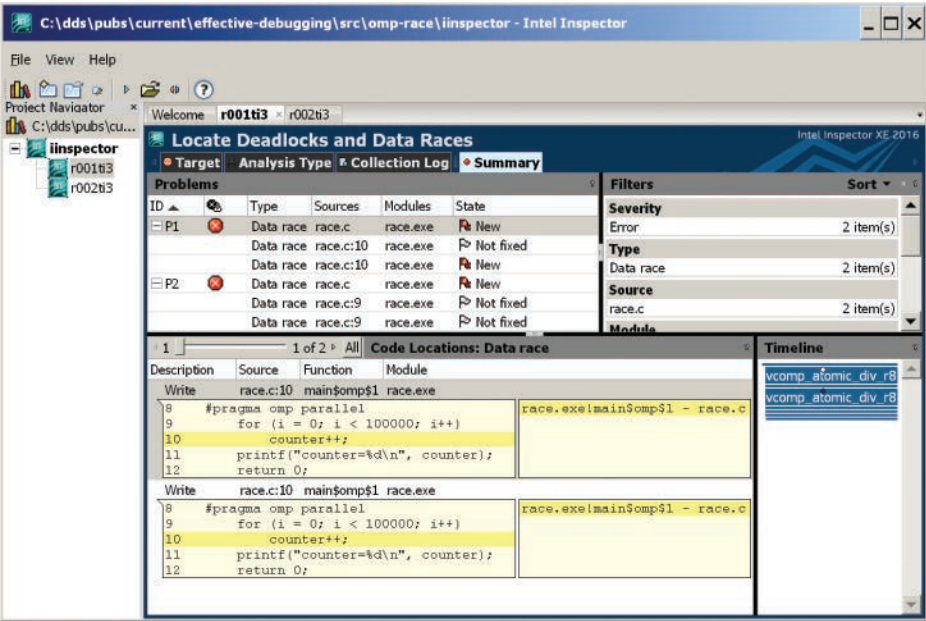 C:\dds\pubs\current\effective-debugging\src\omp-race\iinspector - Intel Inspector
File View Help
Project Navigator
C:\dds\pubs\cu...
iinspector
r001ti3
r002ti3
Welcome r001ti3 r002ti3
Locate Deadlocks and Data Races
Intel Inspector XE 2016
Target Analysis Type Collection Log Summary
Problems
ID Type Sources Modules State
P1 Data race race.c race.exe New
Data race race.c:10 race.exe Not fixed
Data race race.c:10 race.exe New
P2 Data race race.c race.exe New
Data race race.c:9 race.exe Not fixed
Data race race.c:9 race.exe Not fixed
Filters Sort
Severity
Error 2 item(s)
Type
Data race 2 item(s)
Source
race.c 2 item(s)
Module
1 1 of 2 All Code Locations: Data race
Description Source Function Module
Write race.c:10 main$omp$1 race.exe
8 #pragma omp parallel race.exe!main$omp$1 - race.c
9 for (i = 0; i < 100000; i++)
10 counter++;
11 printf("counter=%d\n", counter);
12 return 0;
Write race.c:10 main$omp$1 race.exe
8 #pragma omp parallel race.exe!main$omp$1 - race.c
9 for (i = 0; i < 100000; i++)
10 counter++;
11 printf("counter=%d\n", counter);
12 return 0;
Timeline
vcomp_atomic_div_r8
vcomp_atomic_div_r8